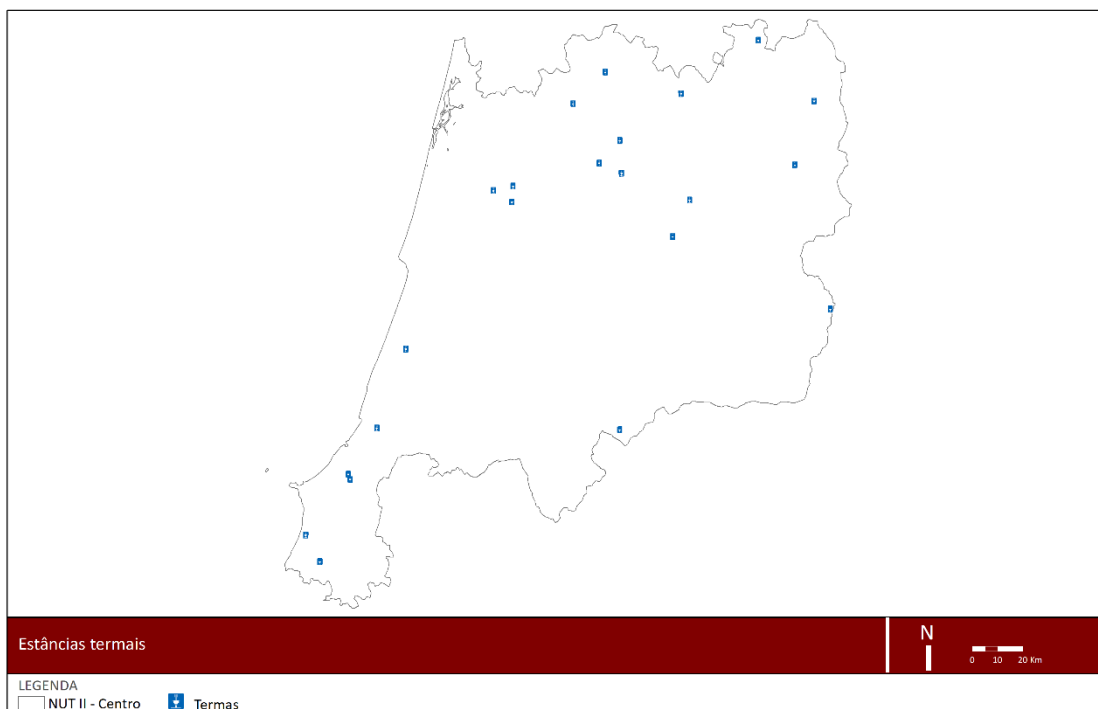 Estâncias termais
N
0 10 20 Km
LEGENDA
NUT II - Centro
Termas